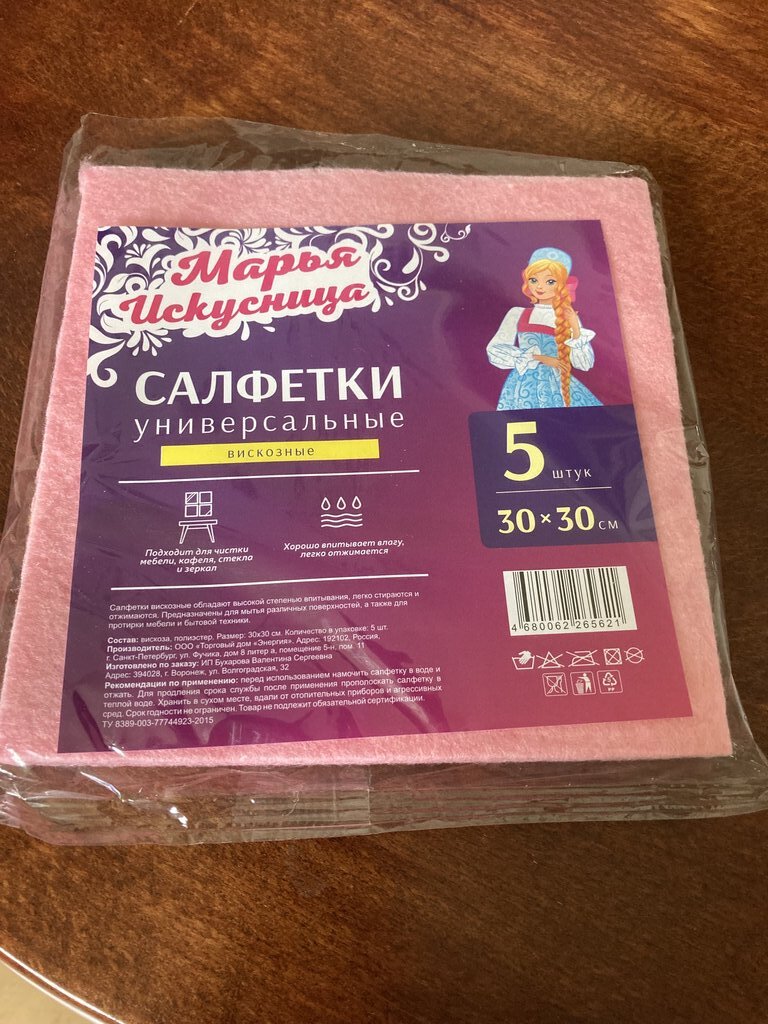 Марья
Искусница
САЛФЕТКИ
универсальные
вискозные
5 штук
30×30 см
Подходит для чистки
мебели, кафеля, стекла
и зеркал
Хорошо впитывает влагу,
легко отжимается
Салфетки вискозные обладают высокой степенью впитывания, легко стираются и
отжимаются. Предназначены для мытья различных поверхностей, а также для
протирки мебели и бытовой техники.
Состав: вискоза, полиэстер. Размер: 30х30 см. Количество в упаковке: 5 шт.
Производитель: ООО «Торговый дом «Энергия». Адрес: 192102, Россия,
г. Санкт-Петербург, ул. Фучика, дом 8 литер а, помещение 5-н, пом. 11
Изготовлено по заказу: ИП Бухарова Валентина Сергеевна
Адрес: 394028, г. Воронеж, ул. Волгоградская, 32
Рекомендации по применению: перед использованием намочить салфетку в воде и
отжать. Для продления срока службы после применения прополоскать салфетку в
теплой воде. Хранить в сухом месте, вдали от отопительных приборов и агрессивных
сред. Срок годности не ограничен. Товар не подлежит обязательной сертификации.
ТУ 8389-003-77744923-2015
4 680062 265621
PP